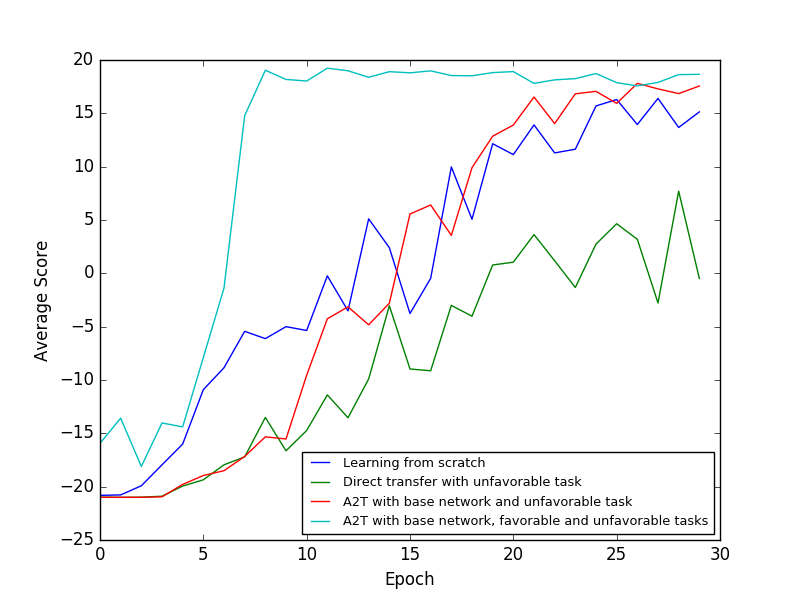 20
15
10
5
0
−5
−10
−15
−20
−25
Average Score
Learning from scratch
Direct transfer with unfavorable task
A2T with base network and unfavorable task
A2T with base network, favorable and unfavorable tasks
0 5 10 15 20 25 30
Epoch